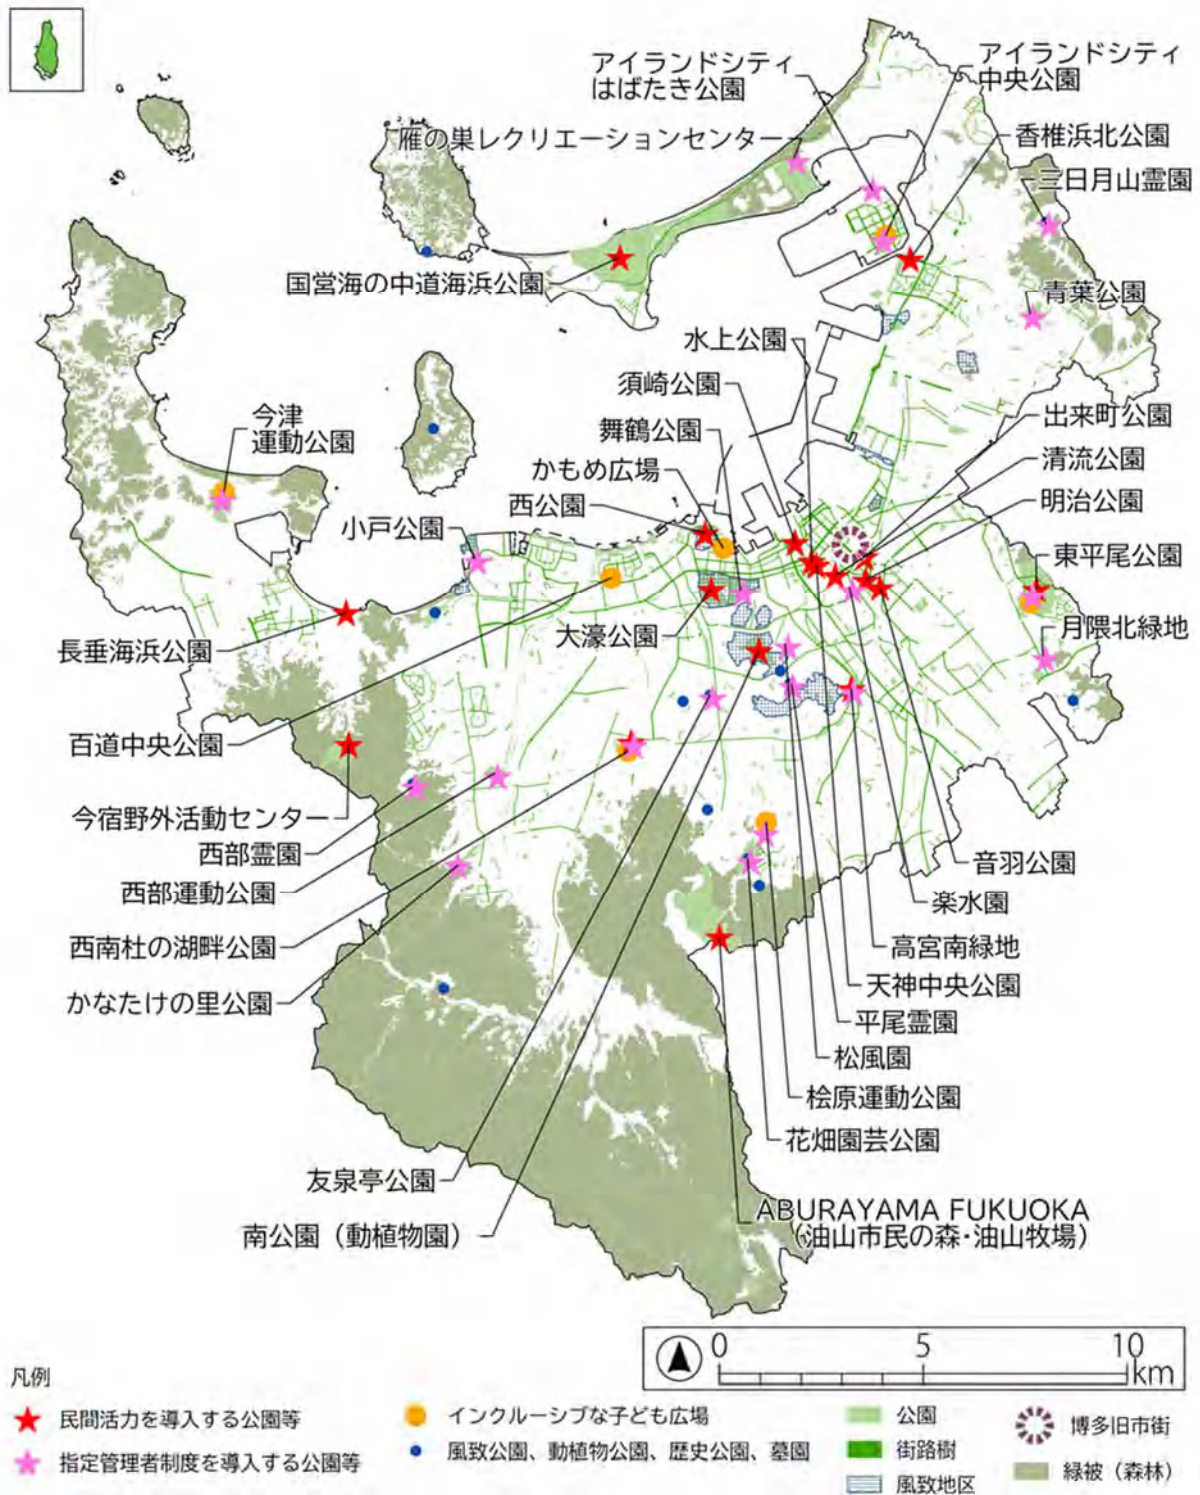 アイランドシティ
はばたき公園
アイランドシティ
中央公園
雁の巣レクリエーションセンター
香椎浜北公園
三日月山霊園
国営海の中道海浜公園
青葉公園
水上公園
須崎公園
舞鶴公園
かもめ広場
西公園
今津
運動公園
小戸公園
出来町公園
清流公園
明治公園
東平尾公園
月隈北緑地
大濠公園
長垂海浜公園
百道中央公園
今宿野外活動センター
西部霊園
西部運動公園
西南杜の湖畔公園
かなたけの里公園
音羽公園
楽水園
高宮南緑地
天神中央公園
平尾霊園
松風園
桧原運動公園
花畑園芸公園
友泉亭公園
南公園（動植物園）
ABURAYAMA FUKUOKA
（油山市民の森・油山牧場）
0 5 10
km
凡例
民間活力を導入する公園等
指定管理者制度を導入する公園等
インクルーシブな子ども広場
風致公園、動植物公園、歴史公園、墓園
公園
街路樹
風致地区
博多旧市街
緑被（森林）